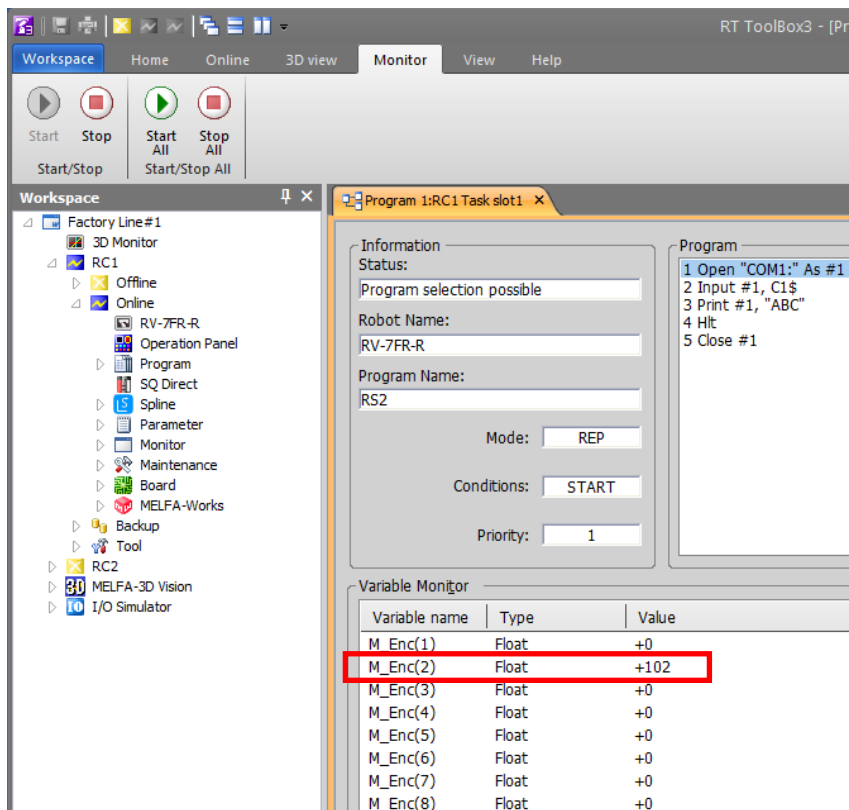 RT ToolBox3 - [Pr
Workspace Home Online 3D view Monitor View Help
Start Stop Start All Stop All
Start/Stop Start/Stop All
Workspace
Factory Line#1
3D Monitor
RC1
Offline
Online
RV-7FR-R
Operation Panel
Program
SQ Direct
Spline
Parameter
Monitor
Maintenance
Board
MELFA-Works
Backup
Tool
RC2
MELFA-3D Vision
I/O Simulator
Program 1:RC1 Task slot1
Information
Status:
Program selection possible
Robot Name:
RV-7FR-R
Program Name:
RS2
Mode: REP
Conditions: START
Priority: 1
Program
1 Open "COM1:" As #1
2 Input #1, C1$
3 Print #1, "ABC"
4 Hlt
5 Close #1
Variable Monitor
Variable name Type Value
M_Enc(1) Float +0
M_Enc(2) Float +102
M_Enc(3) Float +0
M_Enc(4) Float +0
M_Enc(5) Float +0
M_Enc(6) Float +0
M_Enc(7) Float +0
M_Enc(8) Float +0